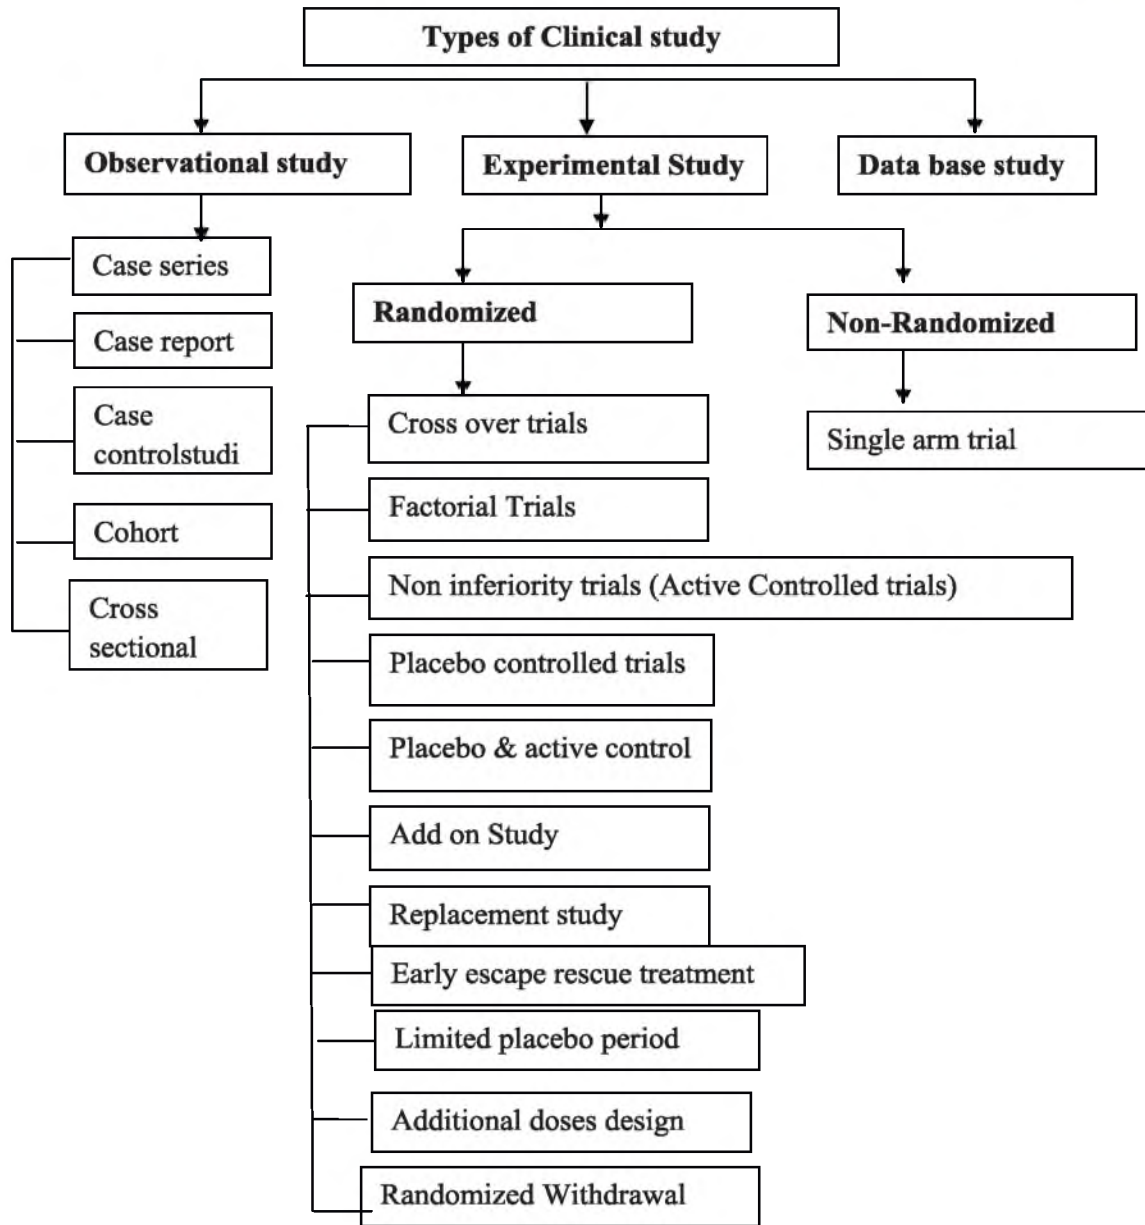 Types of Clinical study
Observational study
Experimental Study
Data base study
Case series
Case report
Case
controlstudi
Cohort
Cross
sectional
Randomized
Non-Randomized
Cross over trials
Single arm trial
Factorial Trials
Non inferiority trials (Active Controlled trials)
Placebo controlled trials
Placebo & active control
Add on Study
Replacement study
Early escape rescue treatment
Limited placebo period
Additional doses design
Randomized Withdrawal